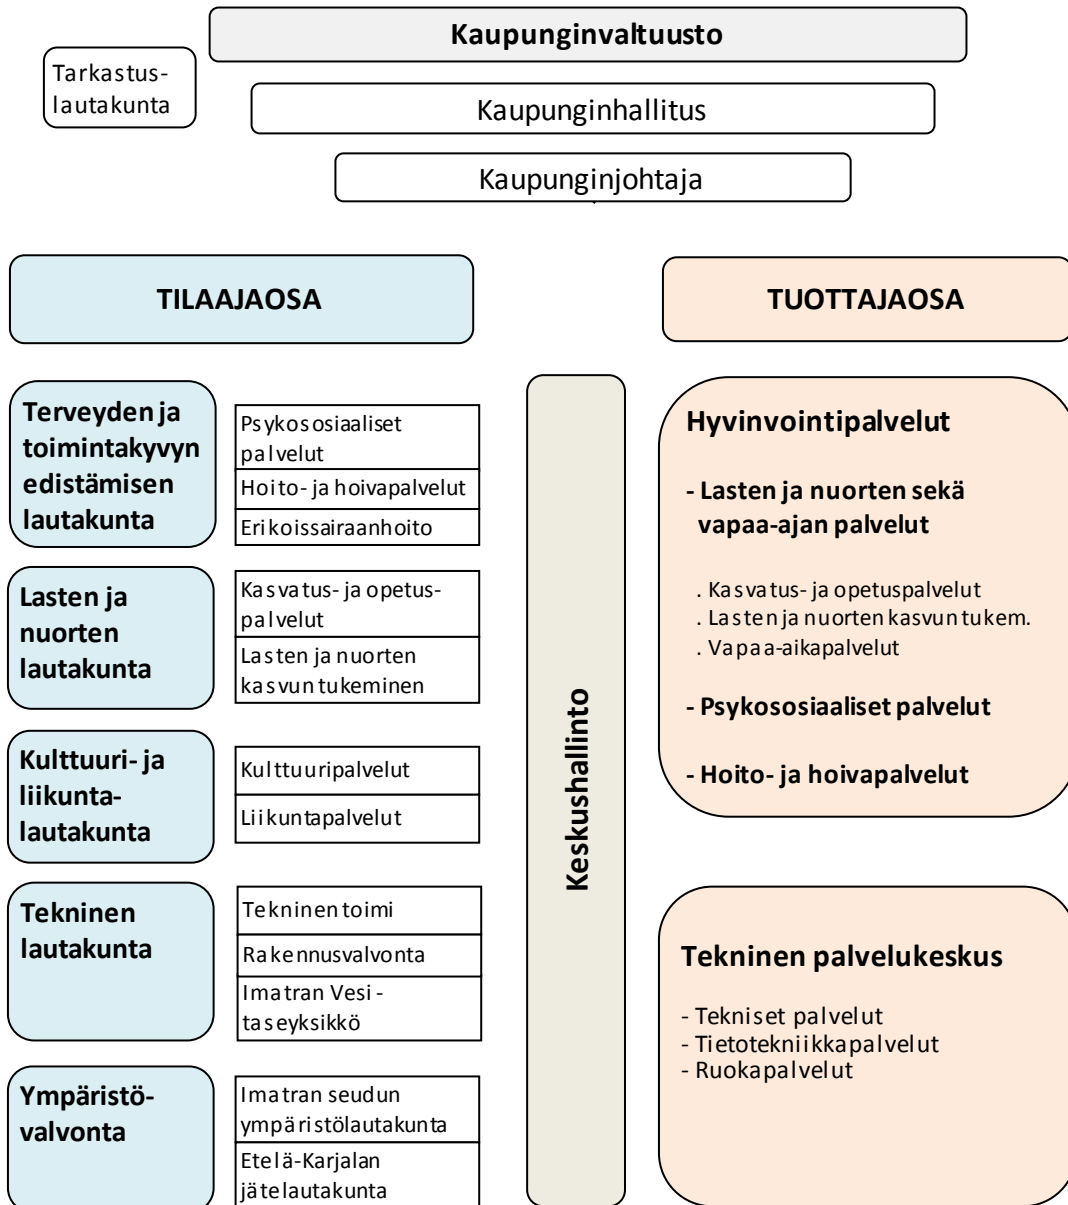 Kaupunginvaltuusto
Tarkastus-
lautakunta
Kaupunginhallitus
Kaupunginjohtaja
TILAAJAOSA
TUOTTAJAOSA
Terveyden ja
toimintakyvyn
edistämisen
lautakunta
Psykososiaaliset
palvelut
Hoito- ja hoivapalvelut
Erikoissairaanhoito
Lasten ja
nuorten
lautakunta
Kasvatus- ja opetus-
palvelut
Lasten ja nuorten
kasvun tukeminen
Kulttuuri- ja
liikunta-
lautakunta
Kulttuuripalvelut
Liikuntapalvelut
Tekninen
lautakunta
Tekninen toimi
Rakennusvalvonta
Imatran Vesi -
taseyksikkö
Ympäristö-
valvonta
Imatran seudun
ympäristölautakunta
Etelä-Karjalan
jätelautakunta
Keskushallinto
Hyvinvointipalvelut
- Lasten ja nuorten sekä
vapaa-ajan palvelut
. Kasvatus- ja opetuspalvelut
. Lasten ja nuorten kasvun tukem.
. Vapaa-aikapalvelut
- Psykososiaaliset palvelut
- Hoito- ja hoivapalvelut
Tekninen palvelukeskus
- Tekniset palvelut
- Tietotekniikkapalvelut
- Ruokapalvelut